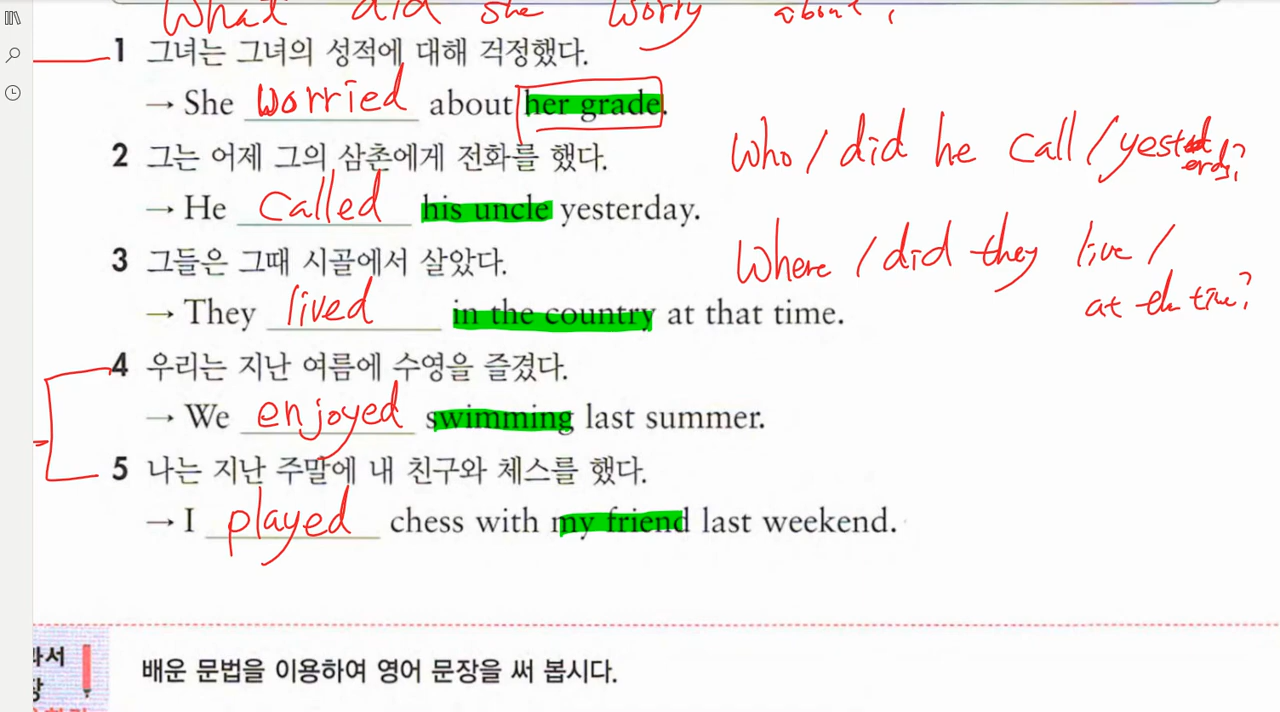 What did she worry about?
1 그녀는 그녀의 성적에 대해 걱정했다.
→ She worried about her grade.
2 그는 어제 그의 삼촌에게 전화를 했다.
→ He called his uncle yesterday.
Who / did he call / yesterday?
3 그들은 그때 시골에서 살았다.
→ They lived in the country at that time.
Where / did they live /
at the time?
4 우리는 지난 여름에 수영을 즐겼다.
→ We enjoyed swimming last summer.
5 나는 지난 주말에 내 친구와 체스를 했다.
→ I played chess with my friend last weekend.
배운 문법을 이용하여 영어 문장을 써 봅시다.